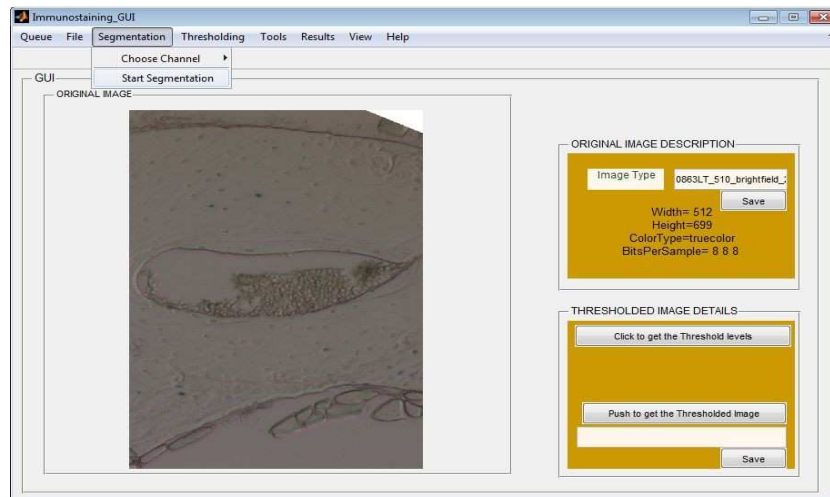 Immunostaining_GUI
Queue File Segmentation Thresholding Tools Results View Help
Choose Channel
Start Segmentation
GUI
ORIGINAL IMAGE
ORIGINAL IMAGE DESCRIPTION
Image Type
0863LT_510_brightfield_
Save
Width= 512
Height=699
ColorType=truecolor
BitsPerSample= 8 8 8
THRESHOLDED IMAGE DETAILS
Click to get the Threshold levels
Push to get the Thresholded Image
Save